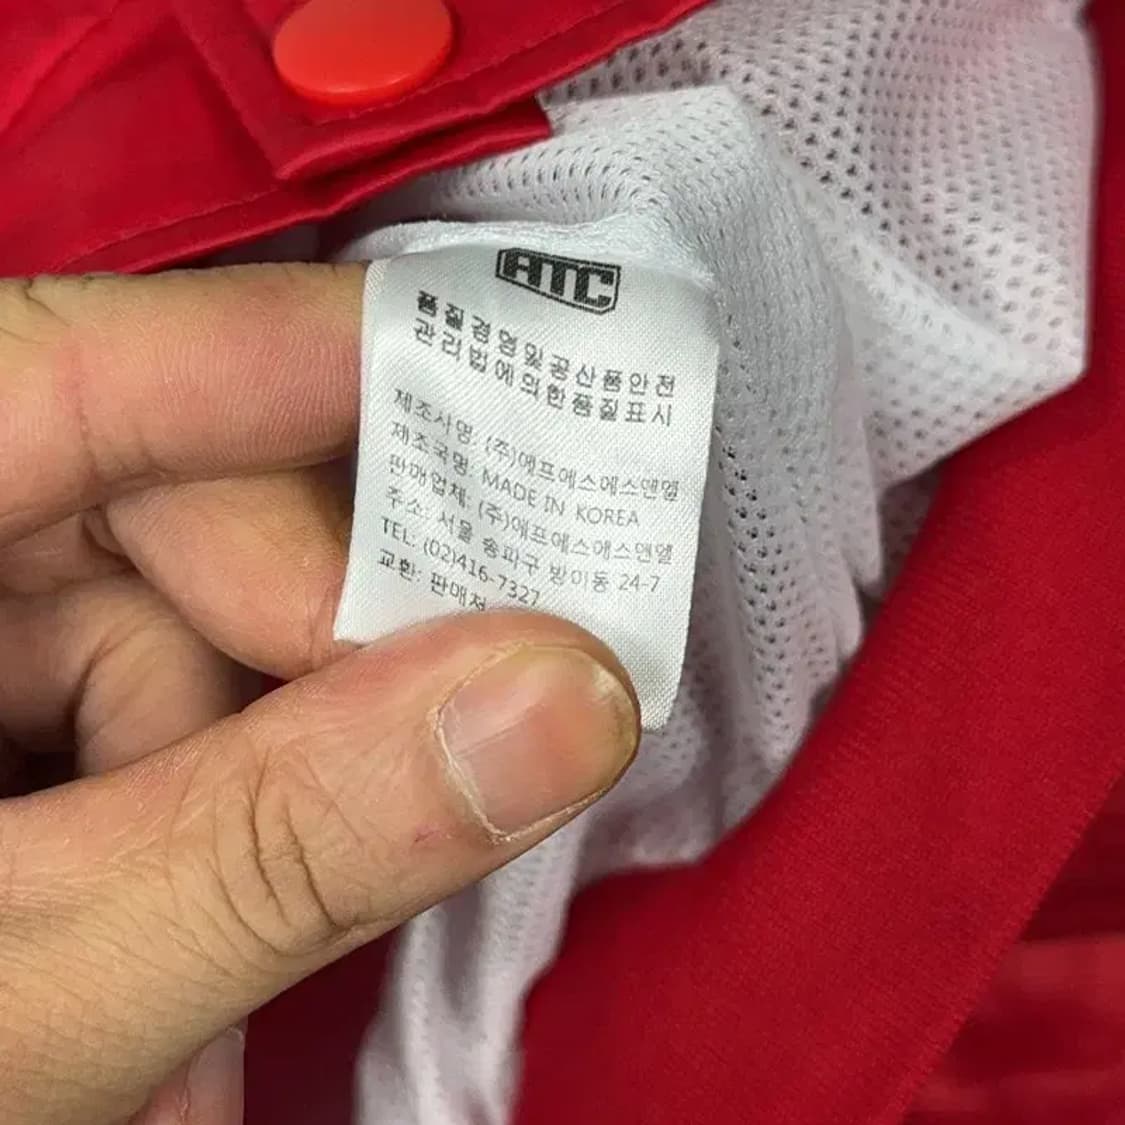 ATC
품질경영및공산품안전
관리법에의한품질표시
제조사명: (주)에프에스에스앤엘
제조국명: MADE IN KOREA
판매업체: (주)에프에스에스앤엘
주소: 서울 송파구 방이동 24-7
TEL: (02)416-7327
교환: 판매처